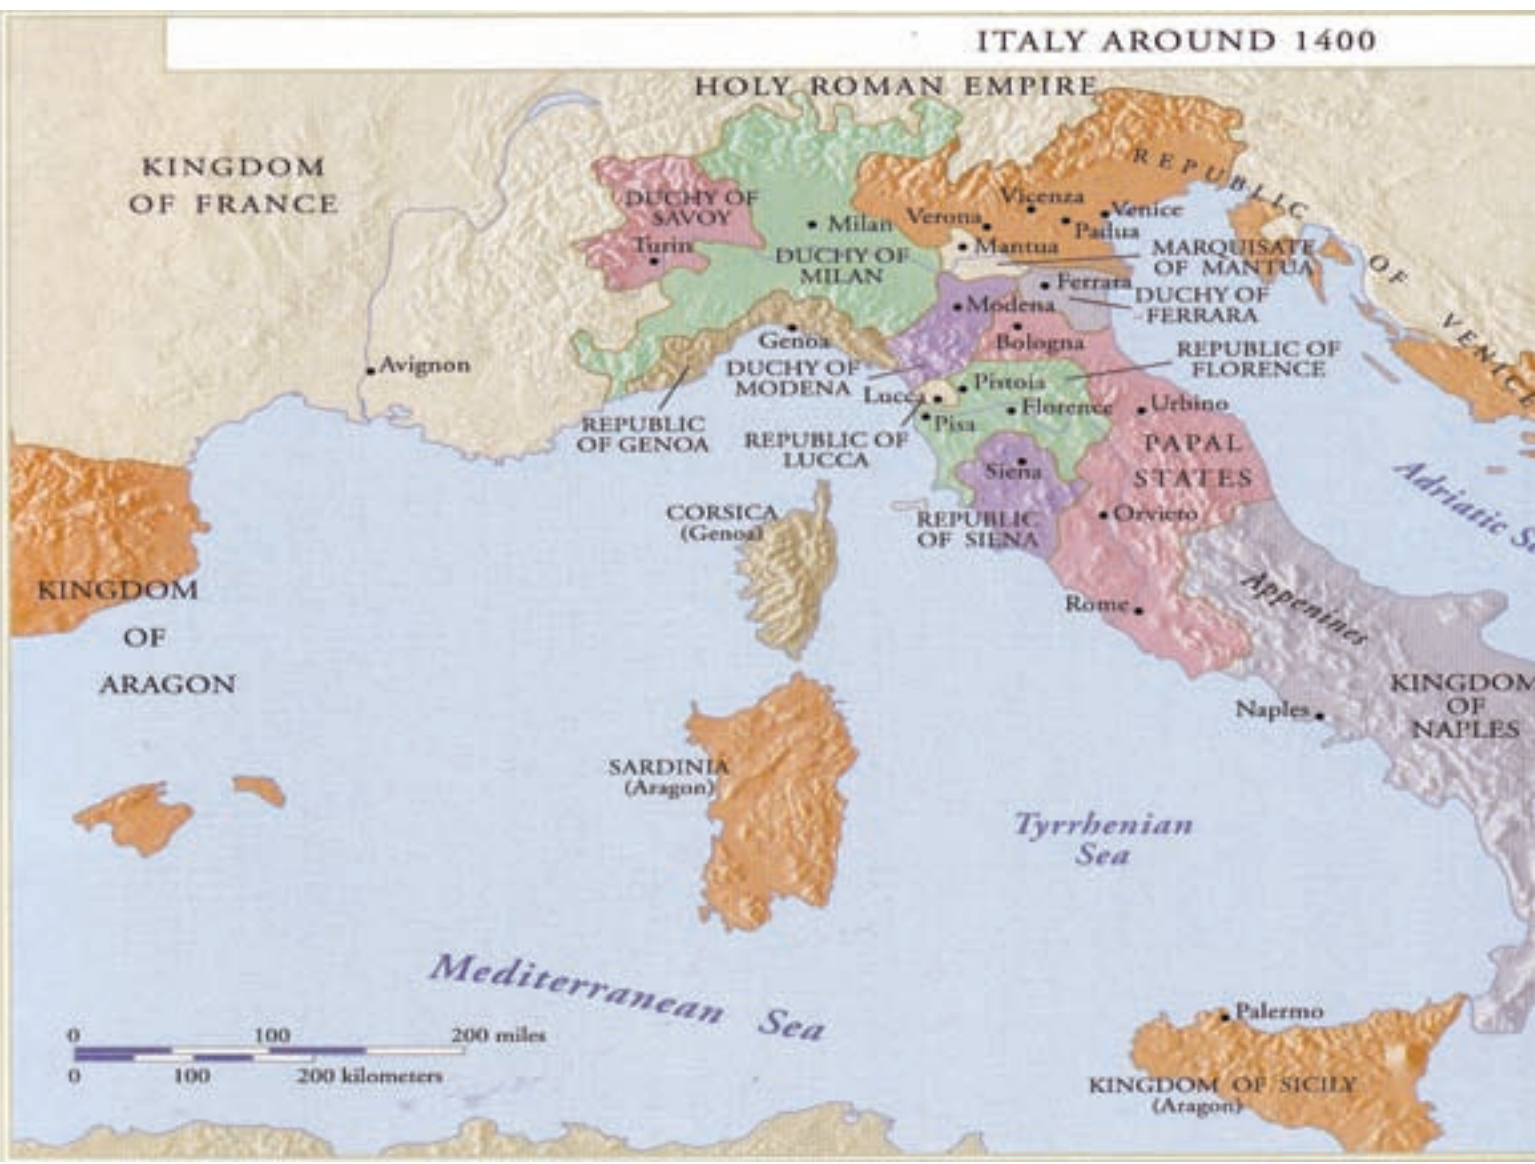 ITALY AROUND 1400
HOLY ROMAN EMPIRE
KINGDOM
OF FRANCE
DUCHY OF
SAVOY
Turin
Milan
DUCHY OF
MILAN
REPUBLIC OF VENICE
Vicenza
Verona
Venice
Padua
Mantua
MARQUISATE
OF MANTUA
Ferrara
DUCHY OF
FERRARA
Modena
Bologna
Genoa
DUCHY OF
MODENA
Avignon
REPUBLIC OF
FLORENCE
Pistoia
Lucca
Florence
Pisa
Urbino
REPUBLIC
OF GENOA
REPUBLIC OF
LUCCA
PAPAL
STATES
Siena
Adriatic
CORSICA
(Genoa)
REPUBLIC
OF SIENA
Orvieto
KINGDOM
OF
ARAGON
Appenines
Rome
KINGDOM
OF
NAPLES
Naples
SARDINIA
(Aragon)
Tyrrhenian
Sea
Mediterranean Sea
Palermo
KINGDOM OF SICILY
(Aragon)
0 100 200 miles
0 100 200 kilometers